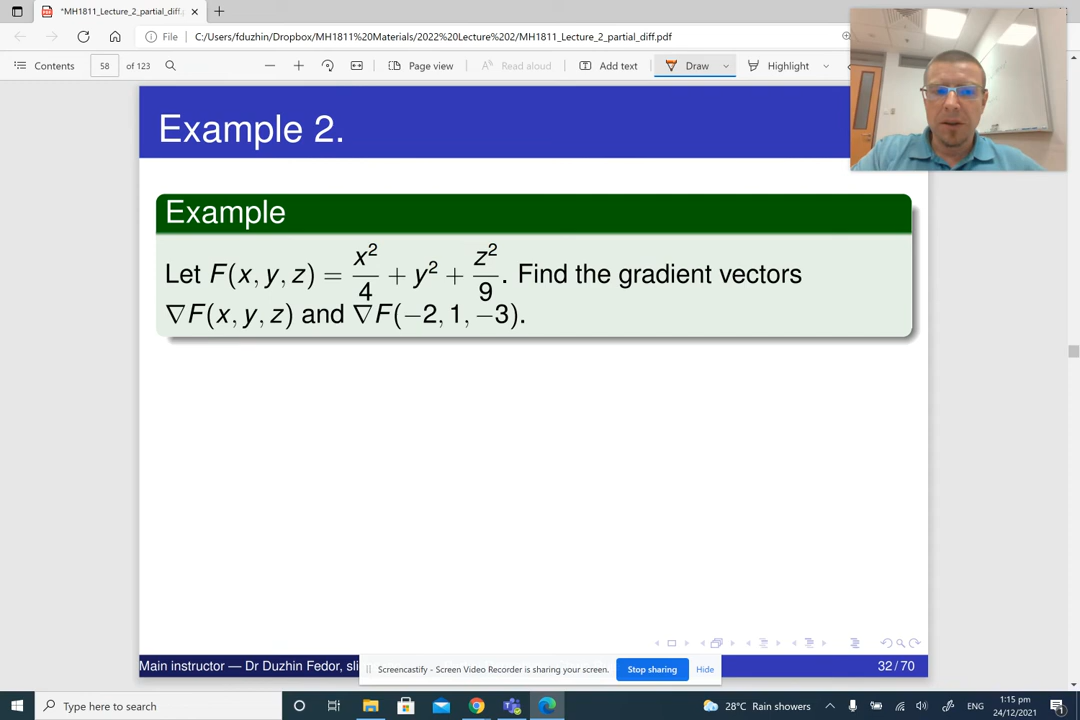 *MH1811_Lecture_2_partial_diff.
File C:/Users/fduzhin/Dropbox/MH1811%20Materials/2022%20Lecture%202/MH1811_Lecture_2_partial_diff.pdf
Contents 58 of 123 Page view Read aloud Add text Draw Highlight
Example 2.
Example
Let F(x, y, z) = x²/4 + y² + z²/9. Find the gradient vectors
∇F(x, y, z) and ∇F(−2, 1, −3).
Main instructor — Dr Duzhin Fedor, sli 32/70
Screencastify - Screen Video Recorder is sharing your screen. Stop sharing Hide
Type here to search 28°C Rain showers ENG 1:15 pm
24/12/2021